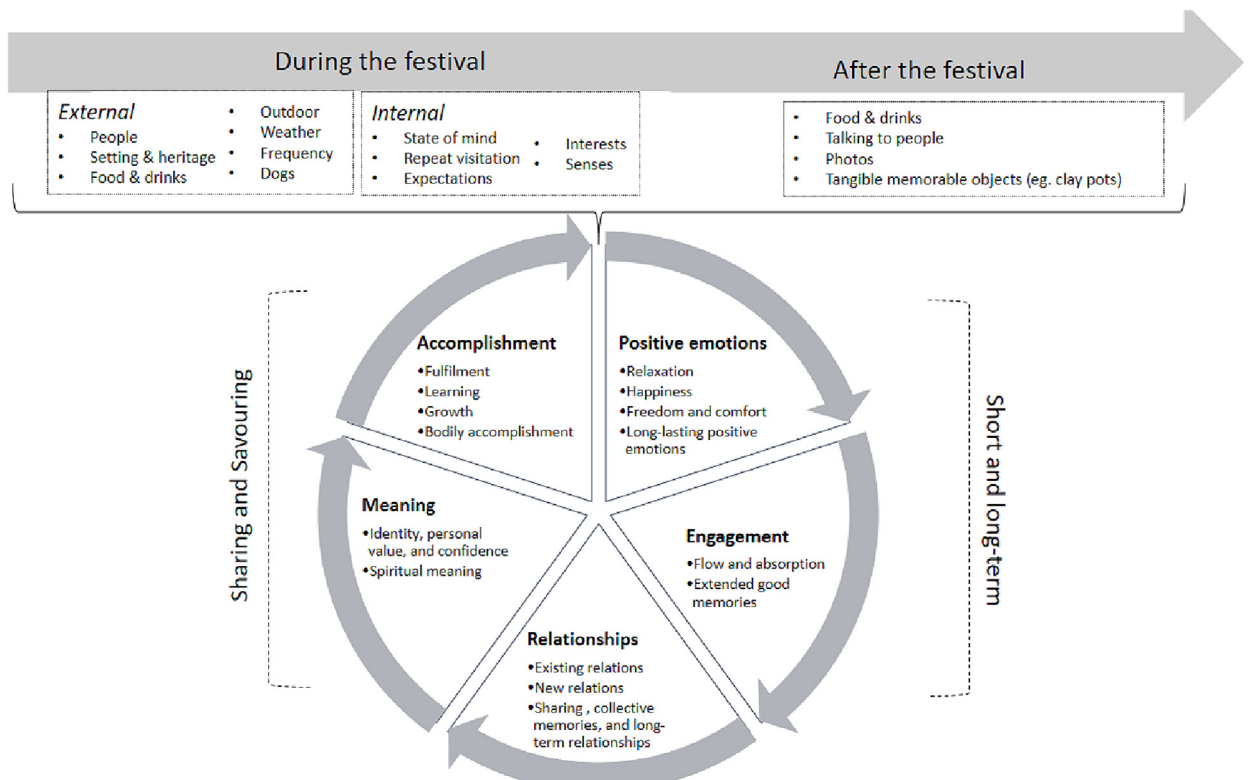 During the festival
After the festival
External
• People
• Setting & heritage
• Food & drinks
• Outdoor
• Weather
• Frequency
• Dogs
Internal
• State of mind
• Repeat visitation
• Expectations
• Interests
• Senses
• Food & drinks
• Talking to people
• Photos
• Tangible memorable objects (eg. clay pots)
Sharing and Savouring
Accomplishment
•Fulfilment
•Learning
•Growth
•Bodily accomplishment
Positive emotions
•Relaxation
•Happiness
•Freedom and comfort
•Long-lasting positive
emotions
Meaning
•Identity, personal
value, and confidence
•Spiritual meaning
Engagement
•Flow and absorption
•Extended good
memories
Relationships
•Existing relations
•New relations
•Sharing , collective
memories, and long-
term relationships
Short and long-term